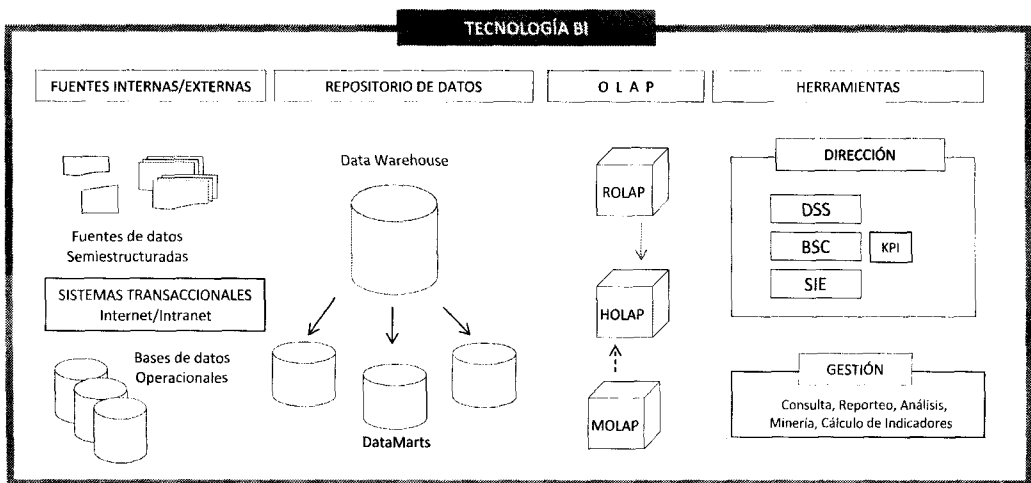 TECNOLOGÍA BI
FUENTES INTERNAS/EXTERNAS
REPOSITORIO DE DATOS
O L A P
HERRAMIENTAS
Fuentes de datos
Semiestructuradas
SISTEMAS TRANSACCIONALES
Internet/Intranet
Bases de datos
Operacionales
Data Warehouse
DataMarts
ROLAP
HOLAP
MOLAP
DIRECCIÓN
DSS
BSC
KPI
SIE
GESTIÓN
Consulta, Reporteo, Análisis,
Minería, Cálculo de Indicadores